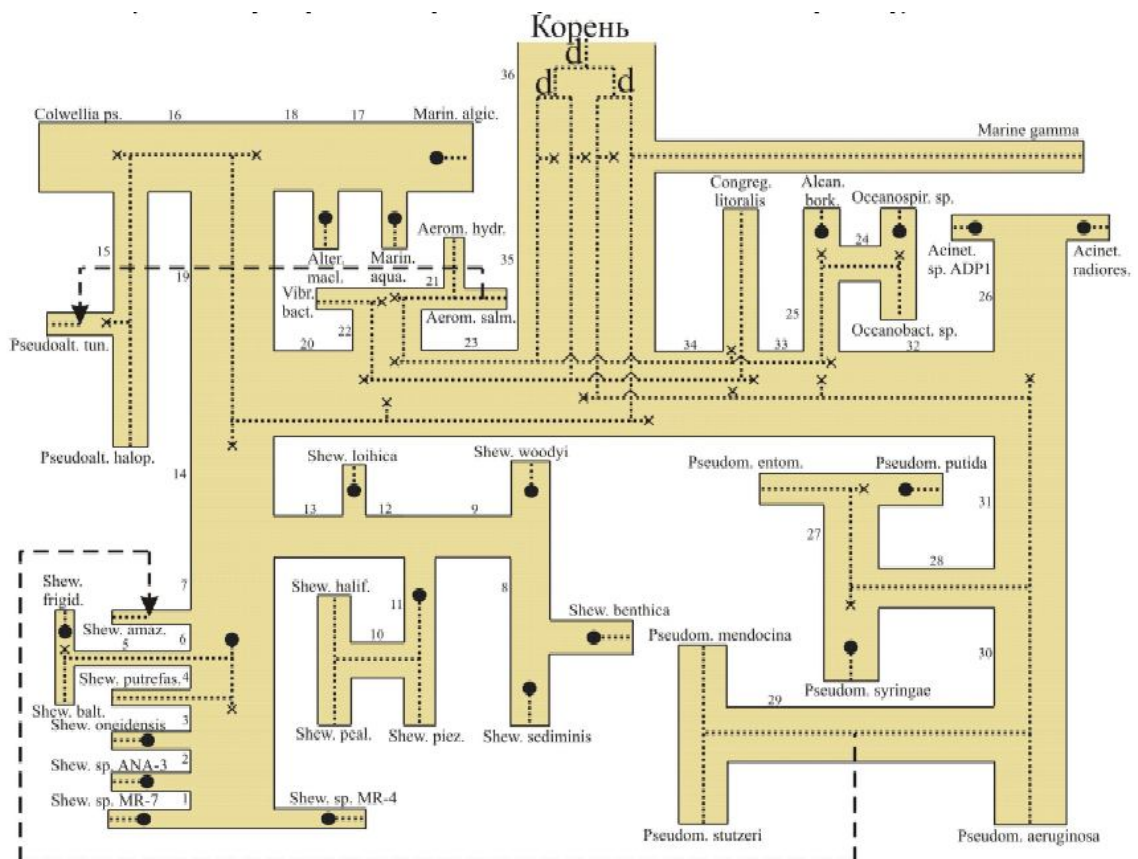 Корень
d
36
d
d
Colwellia ps.
16
18
17
Marin. algic.
Marine gamma
Congreg.
litoralis
Alcan.
bork.
Oceanospir. sp.
24
Aerom. hydr.
15
19
Alter.
macl.
Marin.
aqua.
35
Acinet.
sp. ADP1
Acinet.
radiores.
Vibr.
bact.
21
26
Aerom. salm.
25
Pseudoalt. tun.
22
Oceanobact. sp.
20
23
34
33
32
Pseudoalt. halop.
14
Shew. loihica
Shew. woodyi
Pseudom. entom.
Pseudom. putida
13
12
9
31
27
28
7
Shew.
frigid.
Shew. halif.
11
8
Shew. benthica
Shew. amaz.
6
5
10
Pseudom. mendocina
30
Shew. putrefas.
4
Pseudom. syringae
29
Shew. balt.
3
Shew. oneidensis
Shew. peal.
Shew. piez.
Shew. sediminis
2
Shew. sp. ANA-3
1
Shew. sp. MR-7
Shew. sp. MR-4
Pseudom. stutzeri
Pseudom. aeruginosa